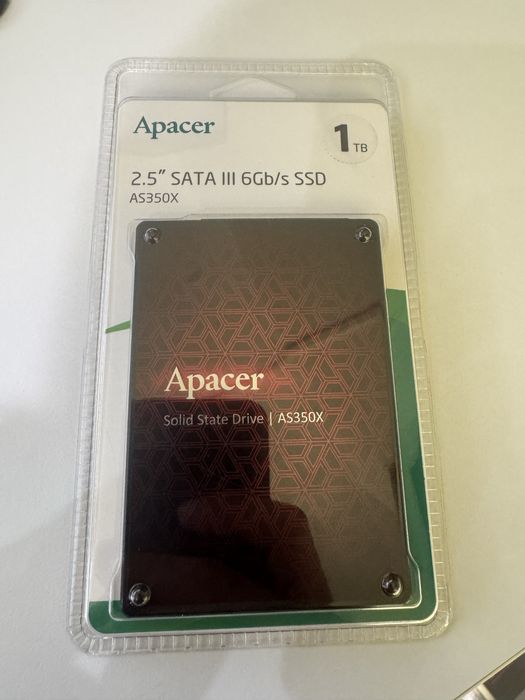 Apacer
1 TB
2.5″ SATA III 6Gb/s SSD
AS350X
Apacer
Solid State Drive | AS350X